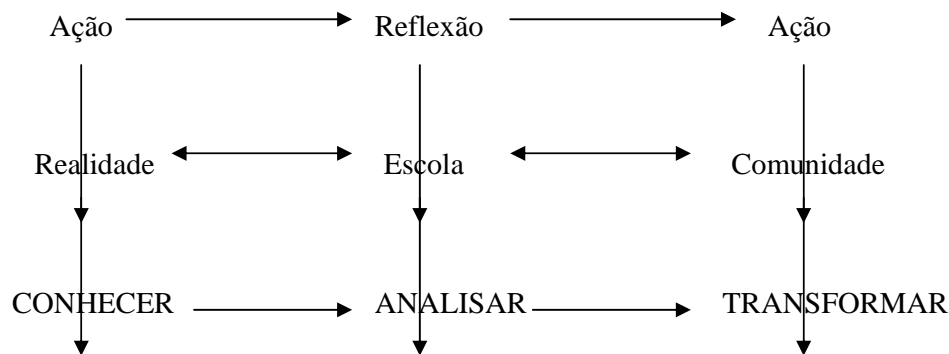 Ação Reflexão Ação
Realidade Escola Comunidade
CONHECER ANALISAR TRANSFORMAR